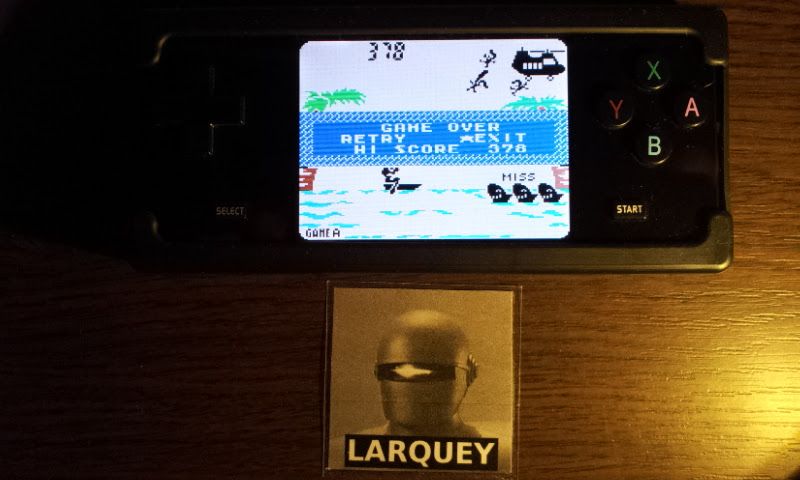 378
GAME OVER
RETRY ★EXIT
HI SCORE 378
MISS
GAME A
SELECT
START
X
Y
A
B
LARQUEY